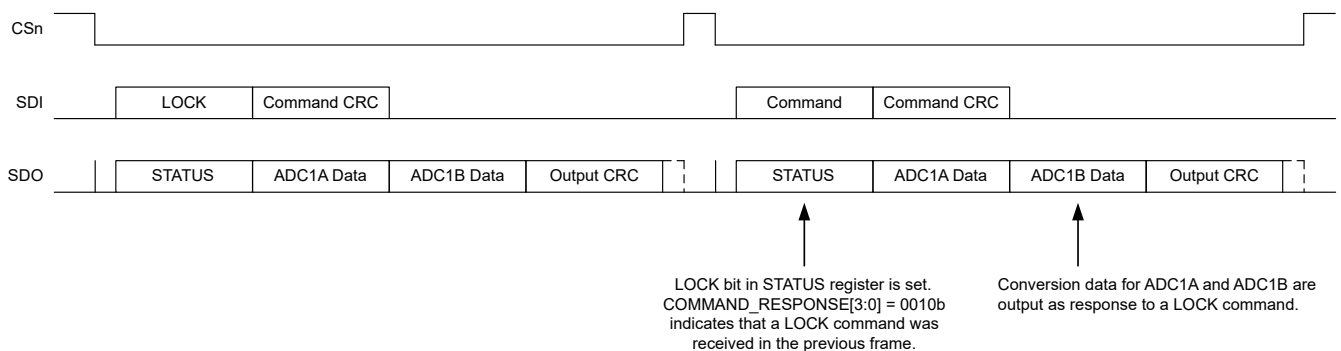 CSn
SDI
LOCK Command CRC Command Command CRC
SDO
STATUS ADC1A Data ADC1B Data Output CRC STATUS ADC1A Data ADC1B Data Output CRC
LOCK bit in STATUS register is set.
COMMAND_RESPONSE[3:0] = 0010b
indicates that a LOCK command was
received in the previous frame.
Conversion data for ADC1A and ADC1B are
output as response to a LOCK command.